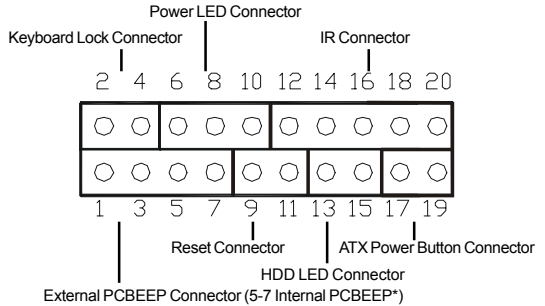 Power LED Connector
Keyboard Lock Connector
IR Connector
2 4 6 8 10 12 14 16 18 20
1 3 5 7 9 11 13 15 17 19
Reset Connector
ATX Power Button Connector
HDD LED Connector
External PCBEEP Connector (5-7 Internal PCBEEP*)